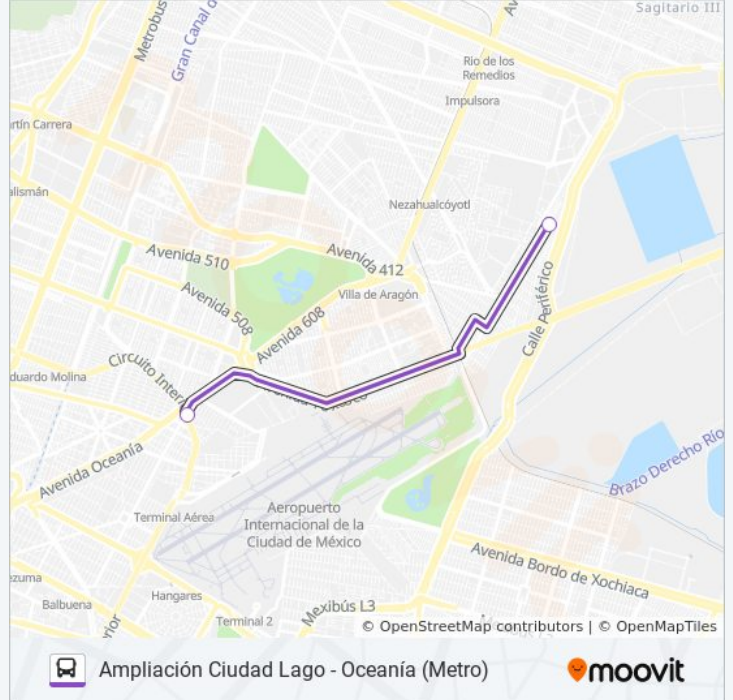 Sagitario III
Metrobús
Gran Canal d
Av
Río de los
Remedios
Impulsora
rtín Carrera
alismán
Nezahualcóyotl
Avenida 510
Avenida 412
Villa de Aragón
Avenida 508
Avenida 608
Calle Periférico
Circuito Inter
duardo Molina
Avenida Oceanía
Brazo Derecho Río
Terminal Aérea
Aeropuerto
Internacional de la
Ciudad de México
Avenida Bordo de Xochiaca
ezuma
Hangares
Balbuena
rior
Terminal 2
Mexibús L3
© OpenStreetMap contributors | © OpenMapTiles
Ampliación Ciudad Lago - Oceanía (Metro)
moovit